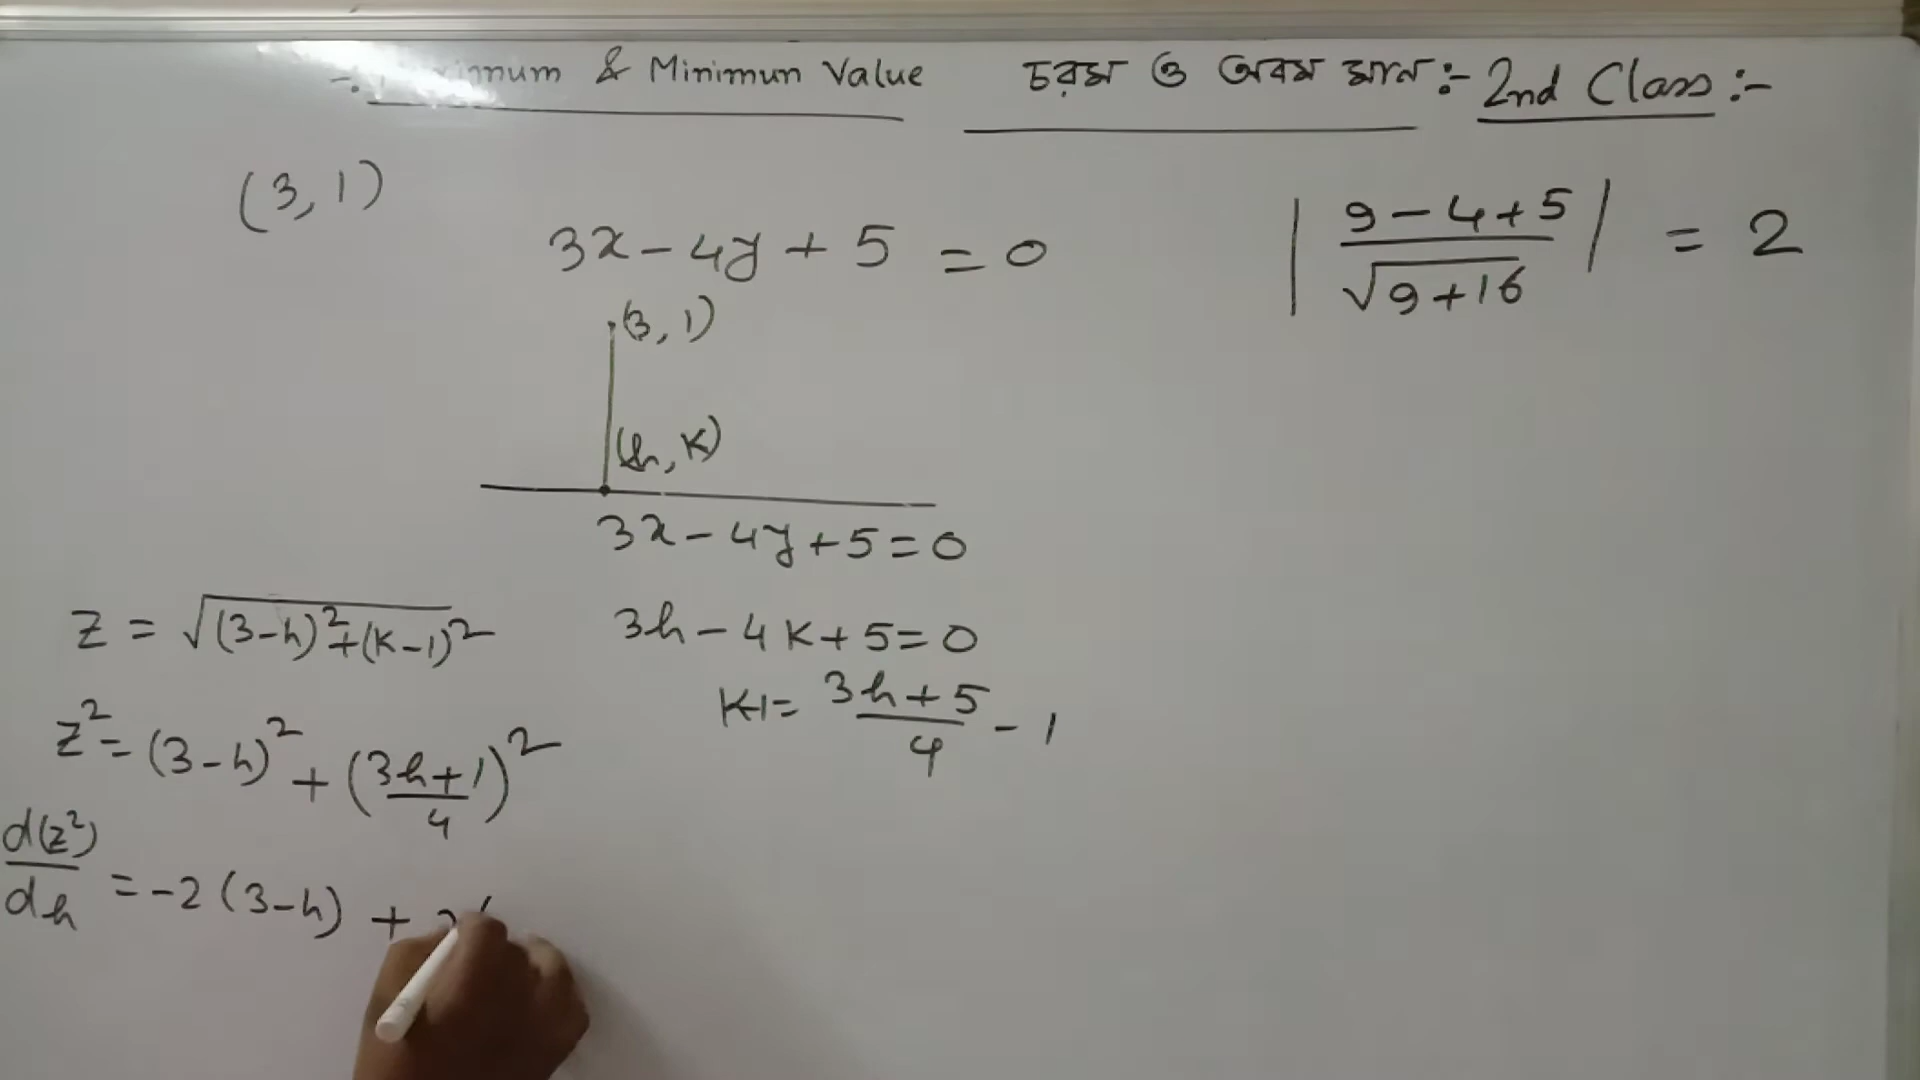 & Minimun Value চরম ও অবম মান :- 2nd Class :-
(3, 1)
3x - 4y + 5 = 0
| (9 - 4 + 5) / √(9 + 16) | = 2
(3, 1)
(h, K)
3x - 4y + 5 = 0
z = √((3-h)² + (K-1)²)
3h - 4K + 5 = 0
K-1 = (3h + 5)/4 - 1
z² = (3-h)² + ((3h+1)/4)²
d(z²)/dh = -2(3-h) +